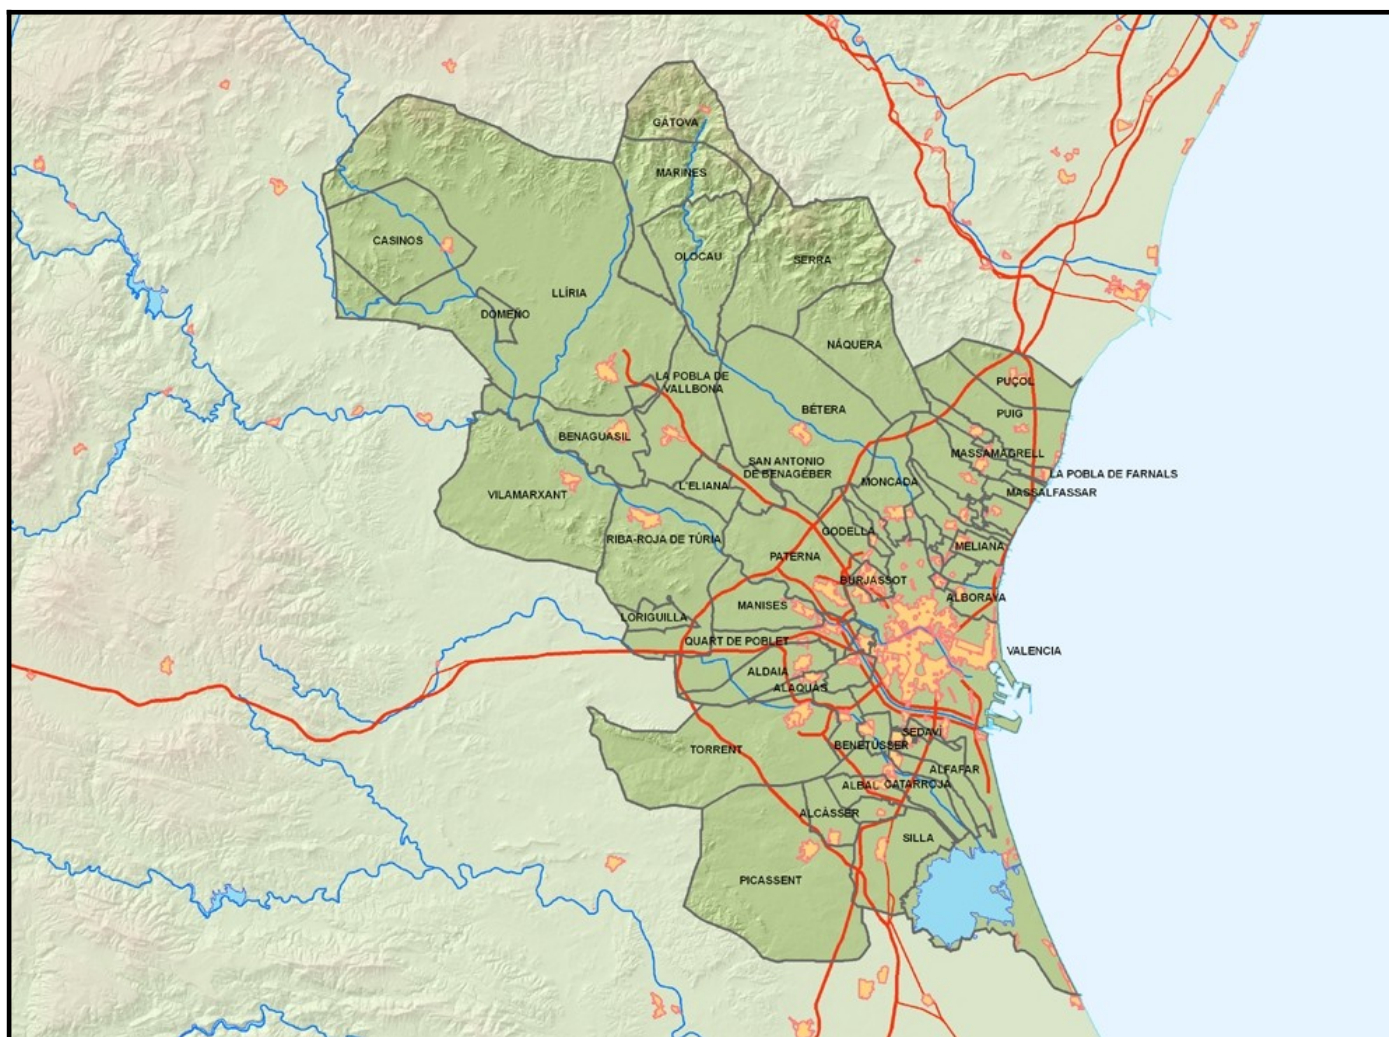 GÁTOVA
MARINES
CASINOS
OLOCAU
SERRA
LLÍRIA
DOMEÑO
NÁQUERA
LA POBLA DE
VALLBONA
PUÇOL
BÉTERA
PUIG
BENAGUASIL
MASSAMAGRELL
SAN ANTONIO
DE BENAGÉBER
LA POBLA DE FARNALS
L'ELIANA
MONCADA
VILAMARXANT
MASSALFASSAR
GODELLA
RIBA-ROJA DE TÚRIA
MELIANA
PATERNA
BURJASSOT
ALBORAYA
MANISES
LORIGUILLA
QUART DE POBLET
VALENCIA
ALDAIA
ALAQUÀS
SEDAVÍ
BENETÚSSER
TORRENT
ALFAFAR
ALBAL
CATARROJA
ALCÀSSER
SILLA
PICASSENT